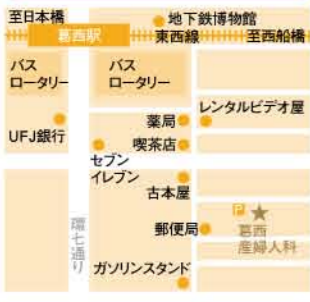 至日本橋
地下鉄博物館
葛西駅
東西線
至西船橋
バス
ロータリー
バス
ロータリー
レンタルビデオ屋
薬局
UFJ銀行
喫茶店
セブン
イレブン
古本屋
環七通り
P
郵便局
葛西
産婦人科
ガソリンスタンド